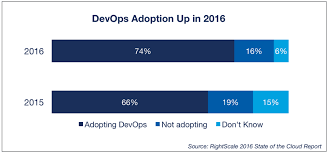 DevOps Adoption Up in 2016
2016 74% 16% 6%
2015 66% 19% 15%
Adopting DevOps Not adopting Don't Know
Source: RightScale 2016 State of the Cloud Report